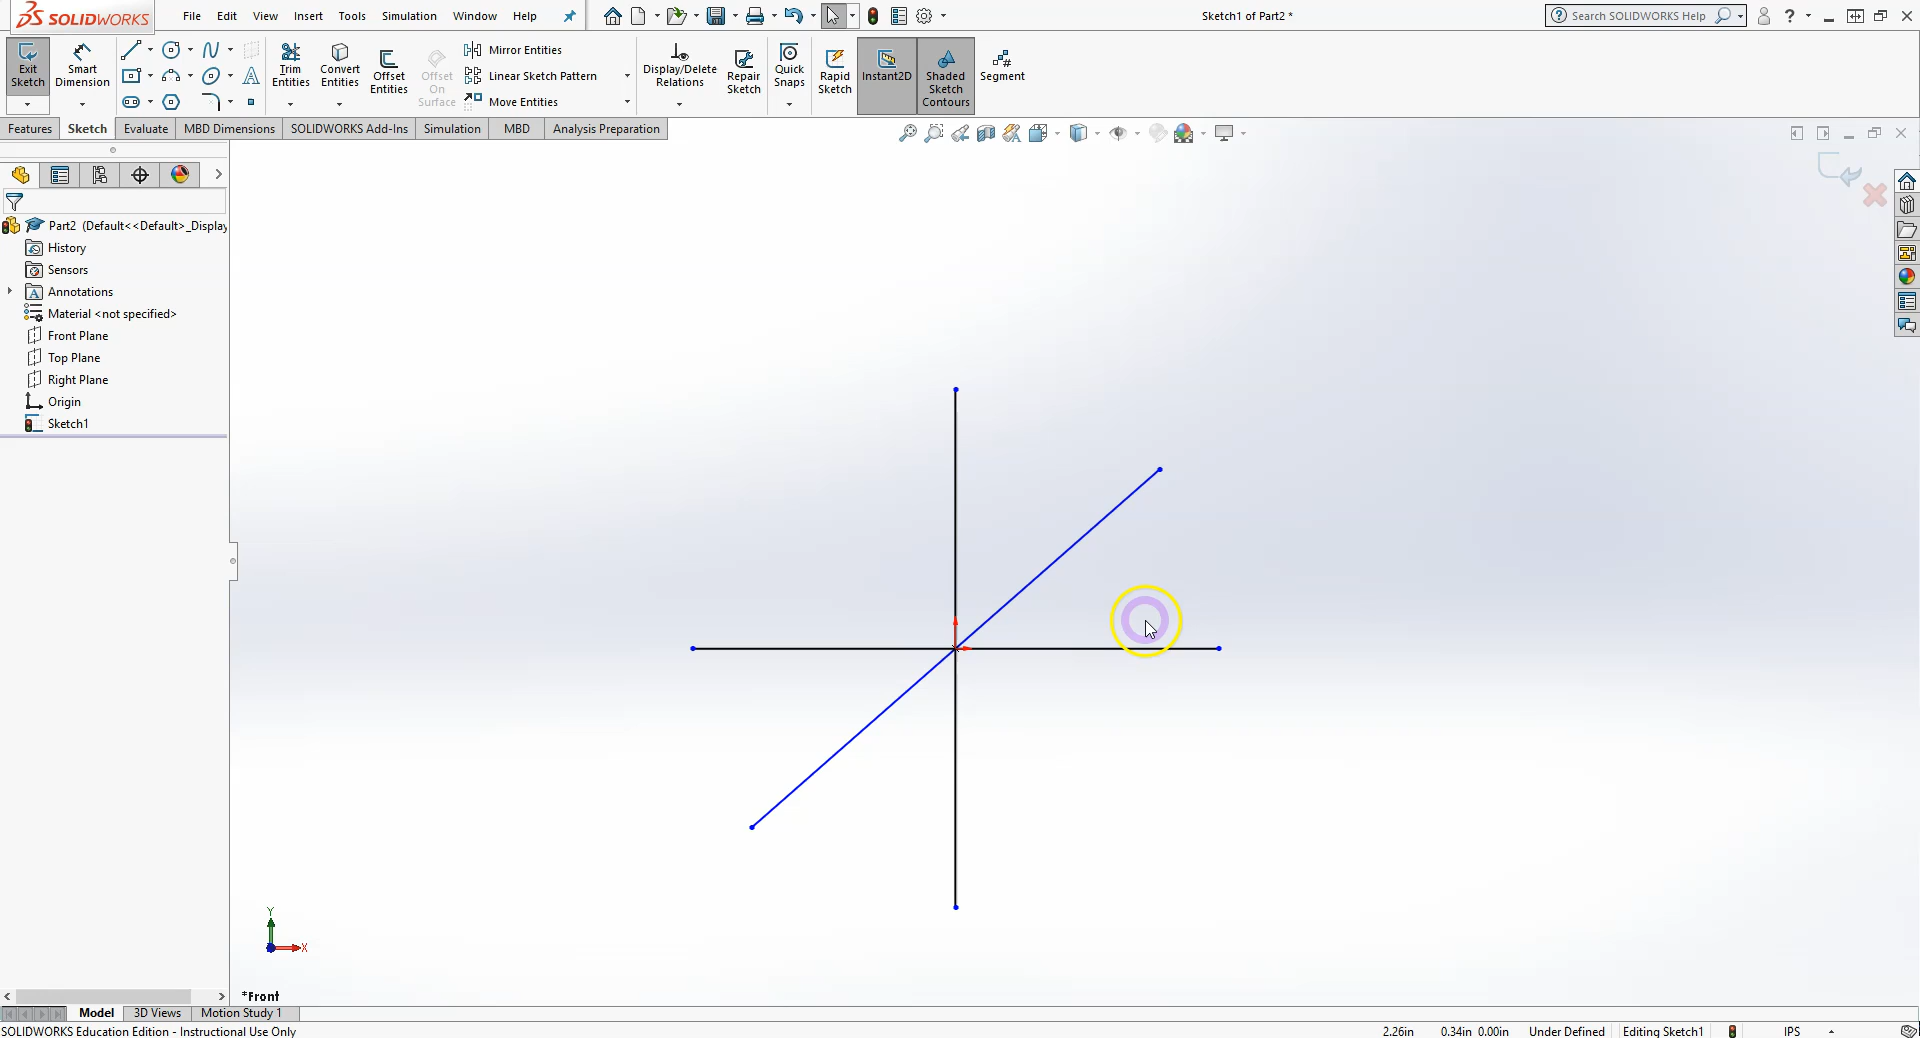 SOLIDWORKS File Edit View Insert Tools Simulation Window Help Sketch1 of Part2 * Search SOLIDWORKS Help ?
Exit Sketch
Smart Dimension
Trim Entities
Convert Entities
Offset Entities
Offset On Surface
Mirror Entities
Linear Sketch Pattern
Move Entities
Display/Delete Relations
Repair Sketch
Quick Snaps
Rapid Sketch
Instant2D
Shaded Sketch Contours
Segment
Features Sketch Evaluate MBD Dimensions SOLIDWORKS Add-Ins Simulation MBD Analysis Preparation
Part2 (Default<<Default>_Display
History
Sensors
Annotations
Material <not specified>
Front Plane
Top Plane
Right Plane
Origin
Sketch1
Y
X
*Front
Model 3D Views Motion Study 1
SOLIDWORKS Education Edition - Instructional Use Only 2.26in 0.34in 0.00in Under Defined Editing Sketch1 IPS